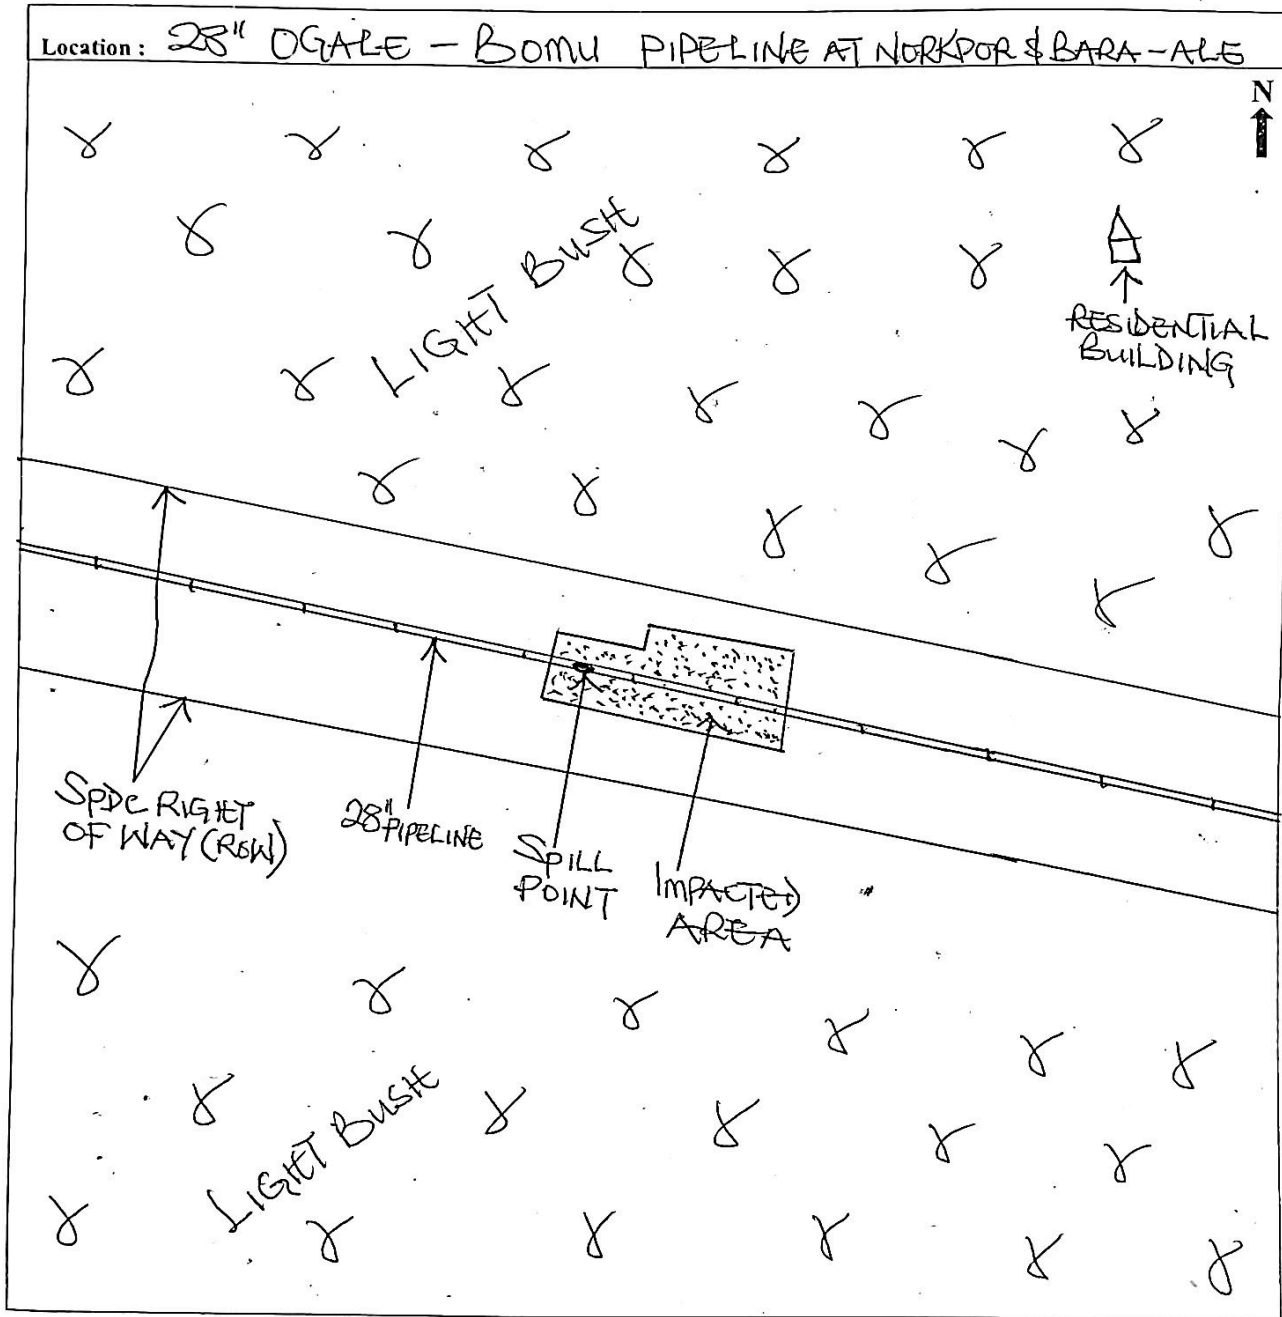 Location : 28" OGALE - BOMU PIPELINE AT NORKPOR & BARA-ALE
N
LIGHT BUSH
RESIDENTIAL
BUILDING
SPDC RIGHT
OF WAY (ROW)
28" PIPELINE
SPILL
POINT
IMPACTED
AREA
LIGHT BUSH